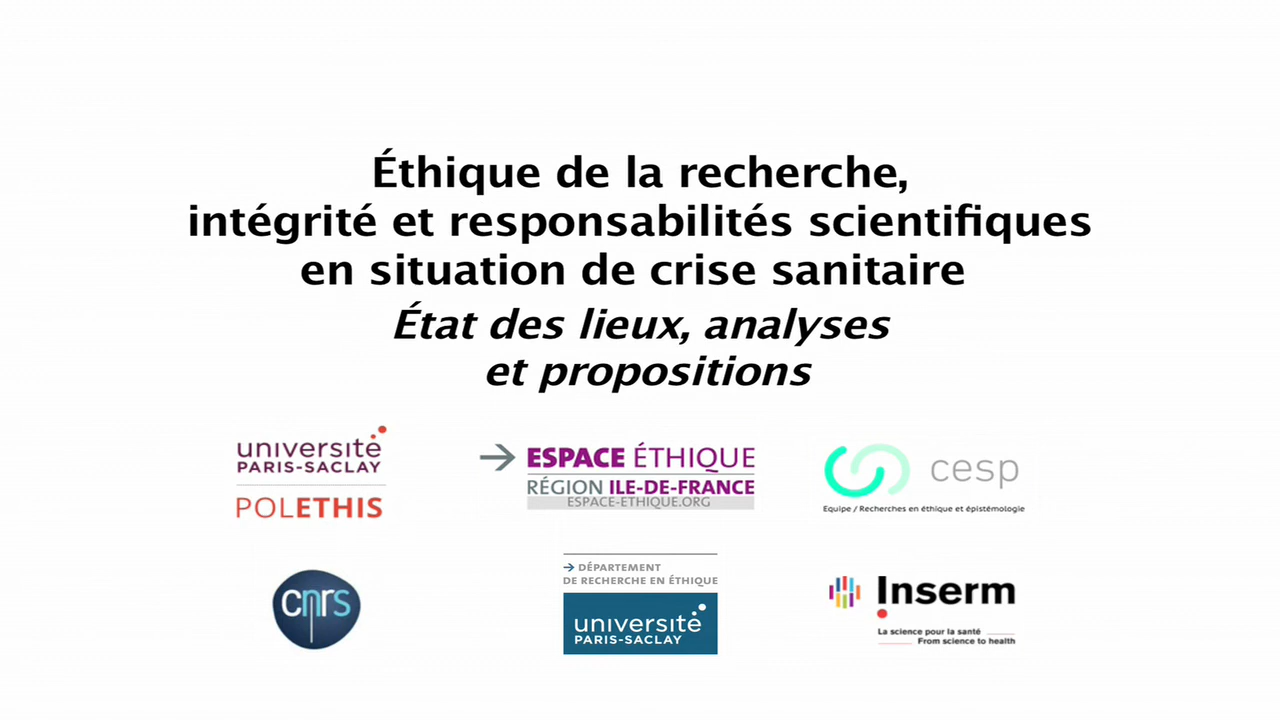 Éthique de la recherche,
intégrité et responsabilités scientifiques
en situation de crise sanitaire
État des lieux, analyses
et propositions
université
PARIS-SACLAY
POLETHIS
→ ESPACE ÉTHIQUE
RÉGION ILE-DE-FRANCE
ESPACE-ETHIQUE.ORG
cesp
Equipe / Recherches en éthique et épistémologie
cnrs
→ DÉPARTEMENT
DE RECHERCHE EN ÉTHIQUE
université
PARIS-SACLAY
Inserm
La science pour la santé
From science to health